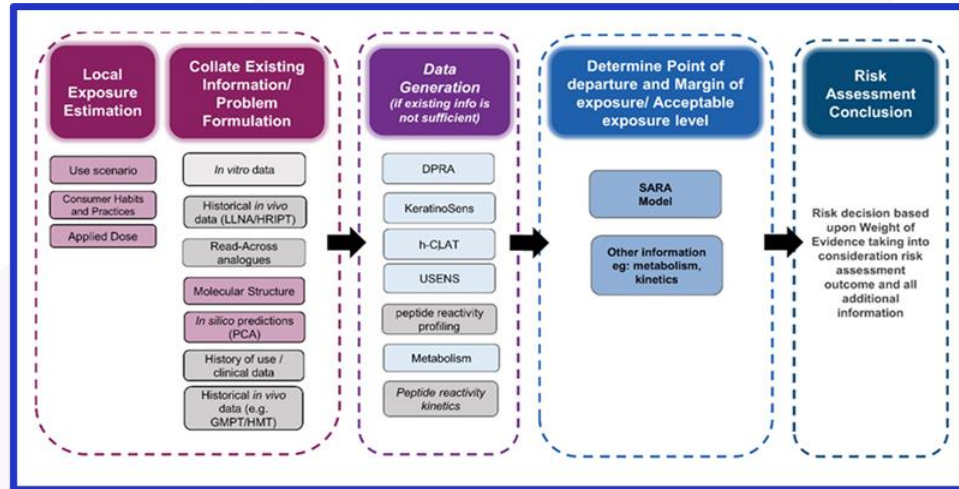 Local
Exposure
Estimation
Use scenario
Consumer Habits
and Practices
Applied Dose
Collate Existing
Information/
Problem
Formulation
In vitro data
Historical in vivo
data (LLNA/HRIPT)
Read-Across
analogues
Molecular Structure
In silico predictions
(PCA)
History of use /
clinical data
Historical in vivo
data (e.g.
GMPT/HMT)
Data
Generation
(if existing info is
not sufficient)
DPRA
KeratinoSens
h-CLAT
USENS
peptide reactivity
profiling
Metabolism
Peptide reactivity
kinetics
Determine Point of
departure and Margin of
exposure/ Acceptable
exposure level
SARA
Model
Other information
eg: metabolism,
kinetics
Risk
Assessment
Conclusion
Risk decision based
upon Weight of
Evidence taking into
consideration risk
assessment
outcome and all
additional
information